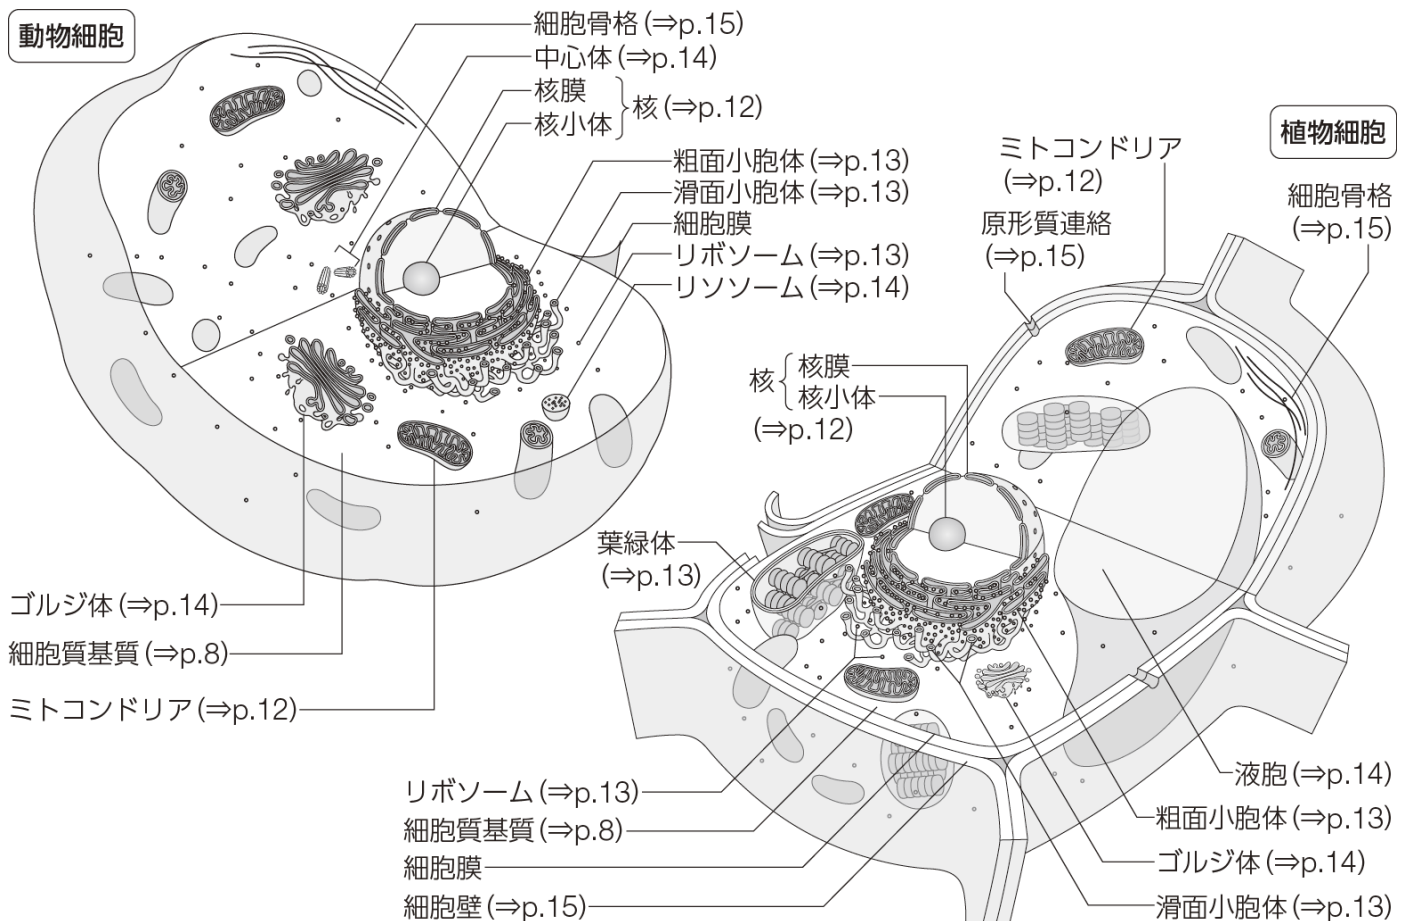 動物細胞
細胞骨格(⇒p.15)
中心体(⇒p.14)
核膜
核小体
核(⇒p.12)
粗面小胞体(⇒p.13)
滑面小胞体(⇒p.13)
細胞膜
リボソーム(⇒p.13)
リソソーム(⇒p.14)
ゴルジ体(⇒p.14)
細胞質基質(⇒p.8)
ミトコンドリア(⇒p.12)
植物細胞
ミトコンドリア
(⇒p.12)
細胞骨格
(⇒p.15)
原形質連絡
(⇒p.15)
核
核膜
核小体
(⇒p.12)
葉緑体
(⇒p.13)
リボソーム(⇒p.13)
細胞質基質(⇒p.8)
細胞膜
細胞壁(⇒p.15)
液胞(⇒p.14)
粗面小胞体(⇒p.13)
ゴルジ体(⇒p.14)
滑面小胞体(⇒p.13)